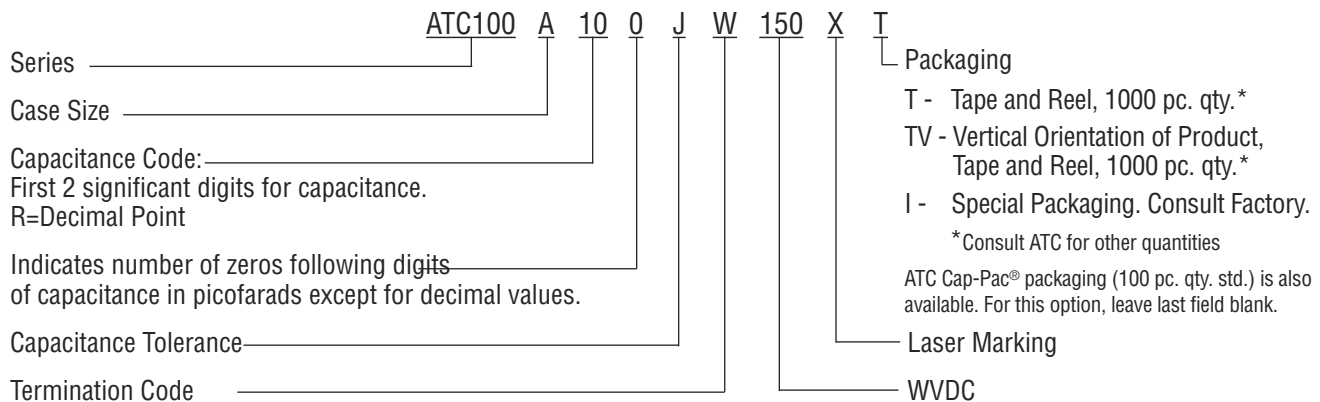 ATC100 A 10 0 J W 150 X T
Series
Case Size
Capacitance Code:
First 2 significant digits for capacitance.
R=Decimal Point
Indicates number of zeros following digits
of capacitance in picofarads except for decimal values.
Capacitance Tolerance
Termination Code
Packaging
T - Tape and Reel, 1000 pc. qty.*
TV - Vertical Orientation of Product,
Tape and Reel, 1000 pc. qty.*
I - Special Packaging. Consult Factory.
*Consult ATC for other quantities
ATC Cap-Pac® packaging (100 pc. qty. std.) is also
available. For this option, leave last field blank.
Laser Marking
WVDC